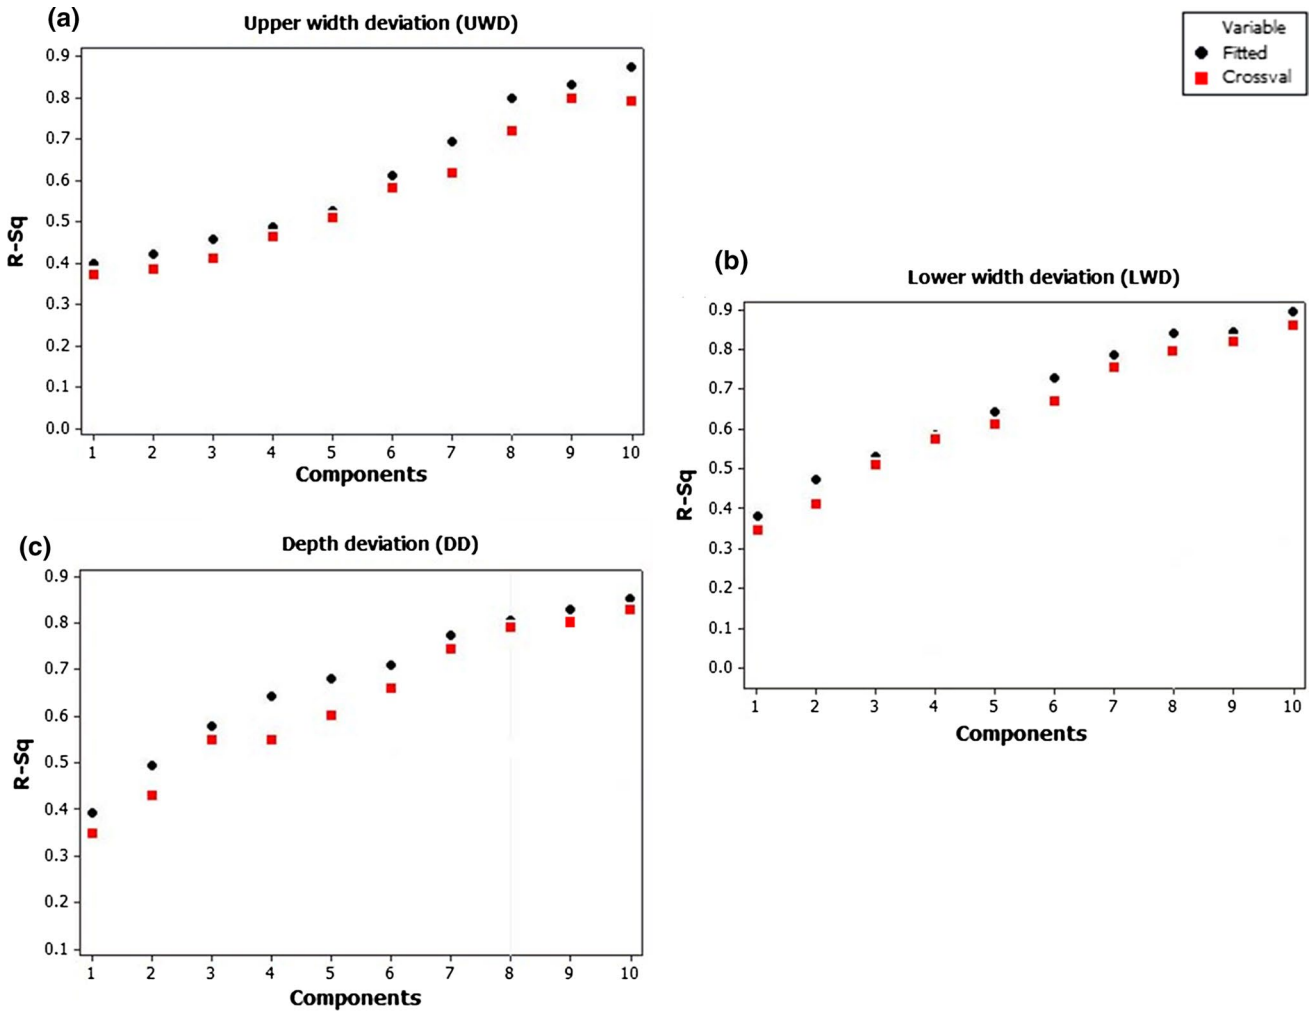 (a)
Upper width deviation (UWD)
0.9
0.8
0.7
0.6
0.5
0.4
0.3
0.2
0.1
0.0
R-Sq
1 2 3 4 5 6 7 8 9 10
Components
Variable
Fitted
Crossval
(b)
Lower width deviation (LWD)
0.9
0.8
0.7
0.6
0.5
0.4
0.3
0.2
0.1
0.0
R-Sq
1 2 3 4 5 6 7 8 9 10
Components
(c)
Depth deviation (DD)
0.9
0.8
0.7
0.6
0.5
0.4
0.3
0.2
0.1
R-Sq
1 2 3 4 5 6 7 8 9 10
Components